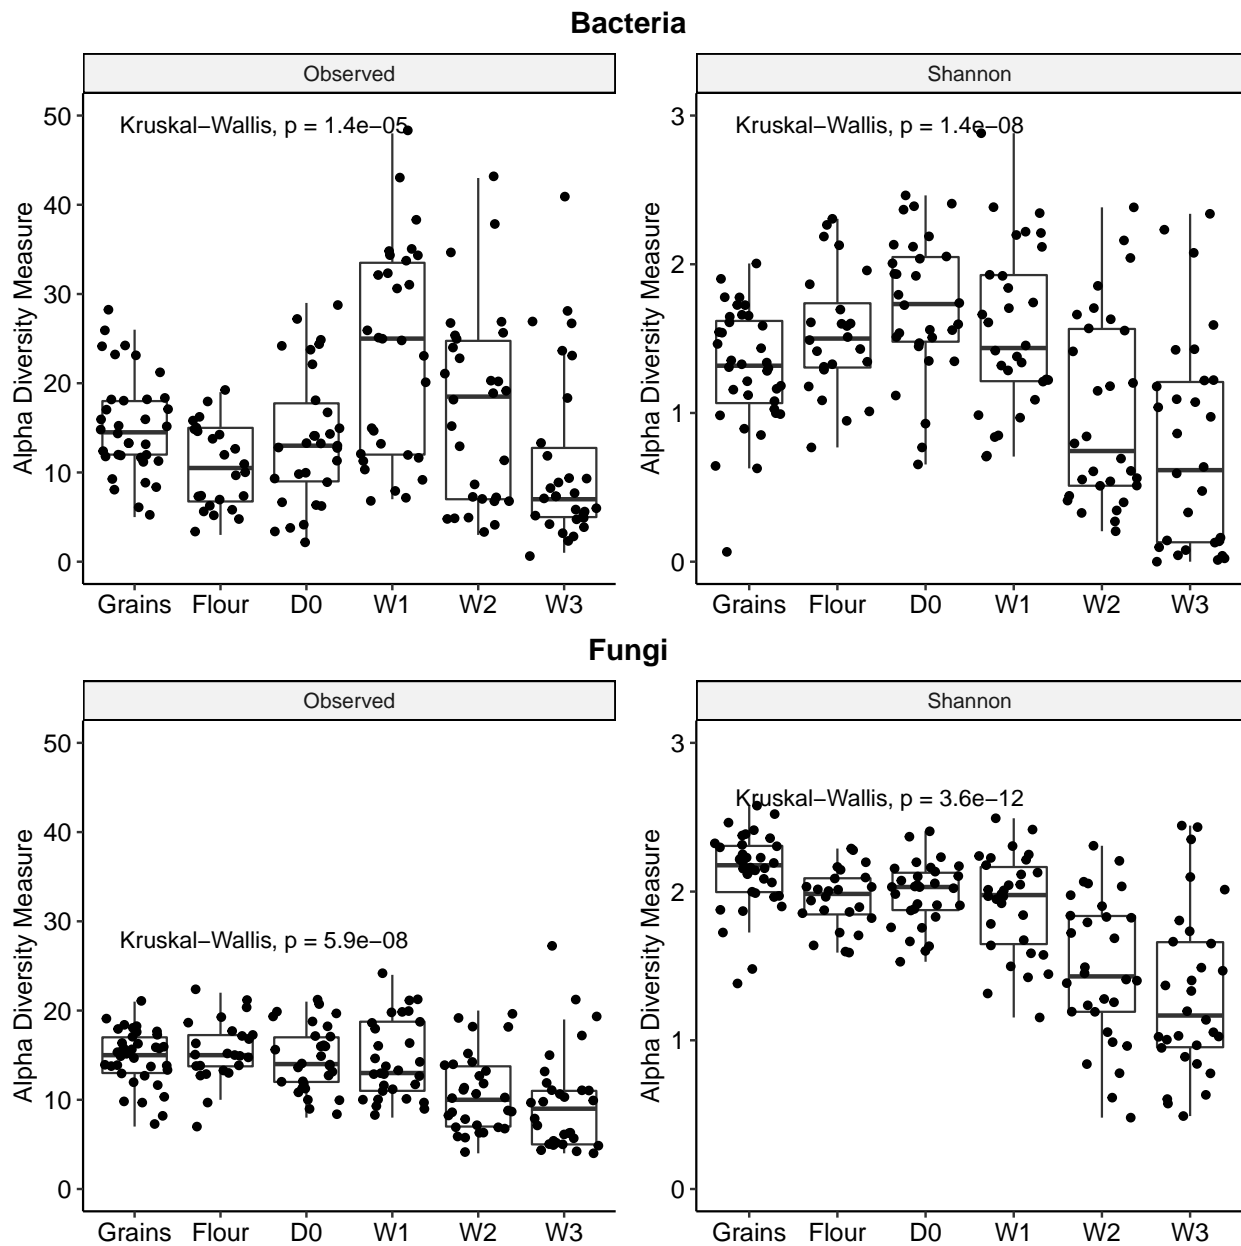 Bacteria
Observed
Shannon
Kruskal−Wallis, p = 1.4e−05
Kruskal−Wallis, p = 1.4e−08
Alpha Diversity Measure
50
40
30
20
10
0
Grains Flour D0 W1 W2 W3
Alpha Diversity Measure
3
2
1
0
Grains Flour D0 W1 W2 W3
Fungi
Observed
Shannon
Kruskal−Wallis, p = 5.9e−08
Kruskal−Wallis, p = 3.6e−12
Alpha Diversity Measure
50
40
30
20
10
0
Grains Flour D0 W1 W2 W3
Alpha Diversity Measure
3
2
1
0
Grains Flour D0 W1 W2 W3